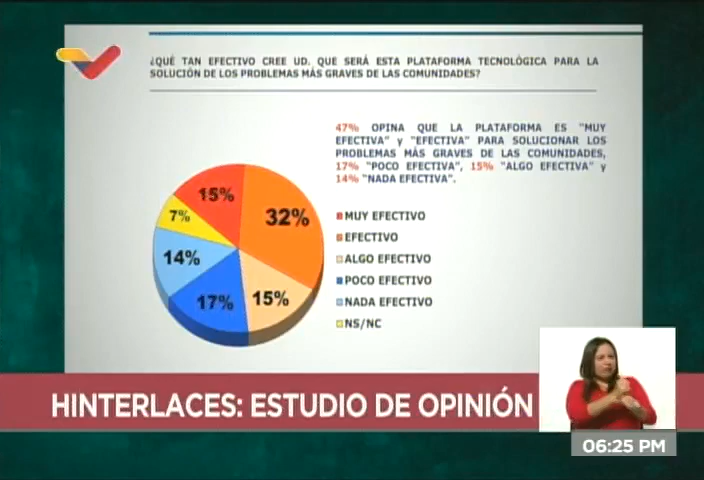 ¿QUÉ TAN EFECTIVO CREE UD. QUE SERÁ ESTA PLATAFORMA TECNOLÓGICA PARA LA
SOLUCIÓN DE LOS PROBLEMAS MÁS GRAVES DE LAS COMUNIDADES?
47% OPINA QUE LA PLATAFORMA ES "MUY
EFECTIVA" y "EFECTIVA" PARA SOLUCIONAR LOS
PROBLEMAS MÁS GRAVES DE LAS COMUNIDADES,
17% "POCO EFECTIVA", 15% "ALGO EFECTIVA" y
14% "NADA EFECTIVA".
15%
32%
7%
14%
17%
15%
MUY EFECTIVO
EFECTIVO
ALGO EFECTIVO
POCO EFECTIVO
NADA EFECTIVO
NS/NC
HINTERLACES: ESTUDIO DE OPINIÓN
06:25 PM